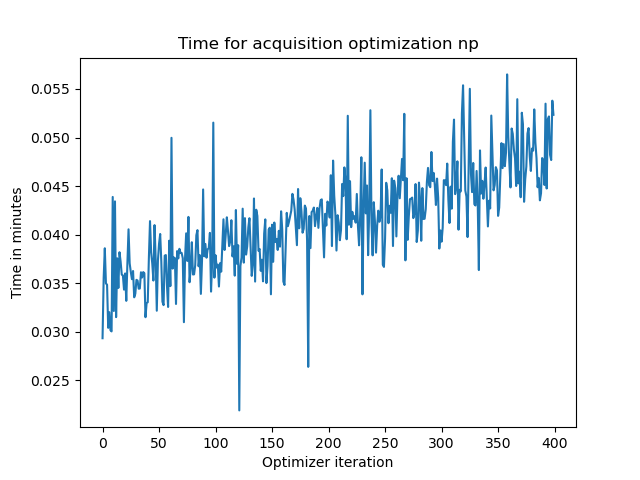 Time for acquisition optimization np
Time in minutes
0.055
0.050
0.045
0.040
0.035
0.030
0.025
0 50 100 150 200 250 300 350 400
Optimizer iteration